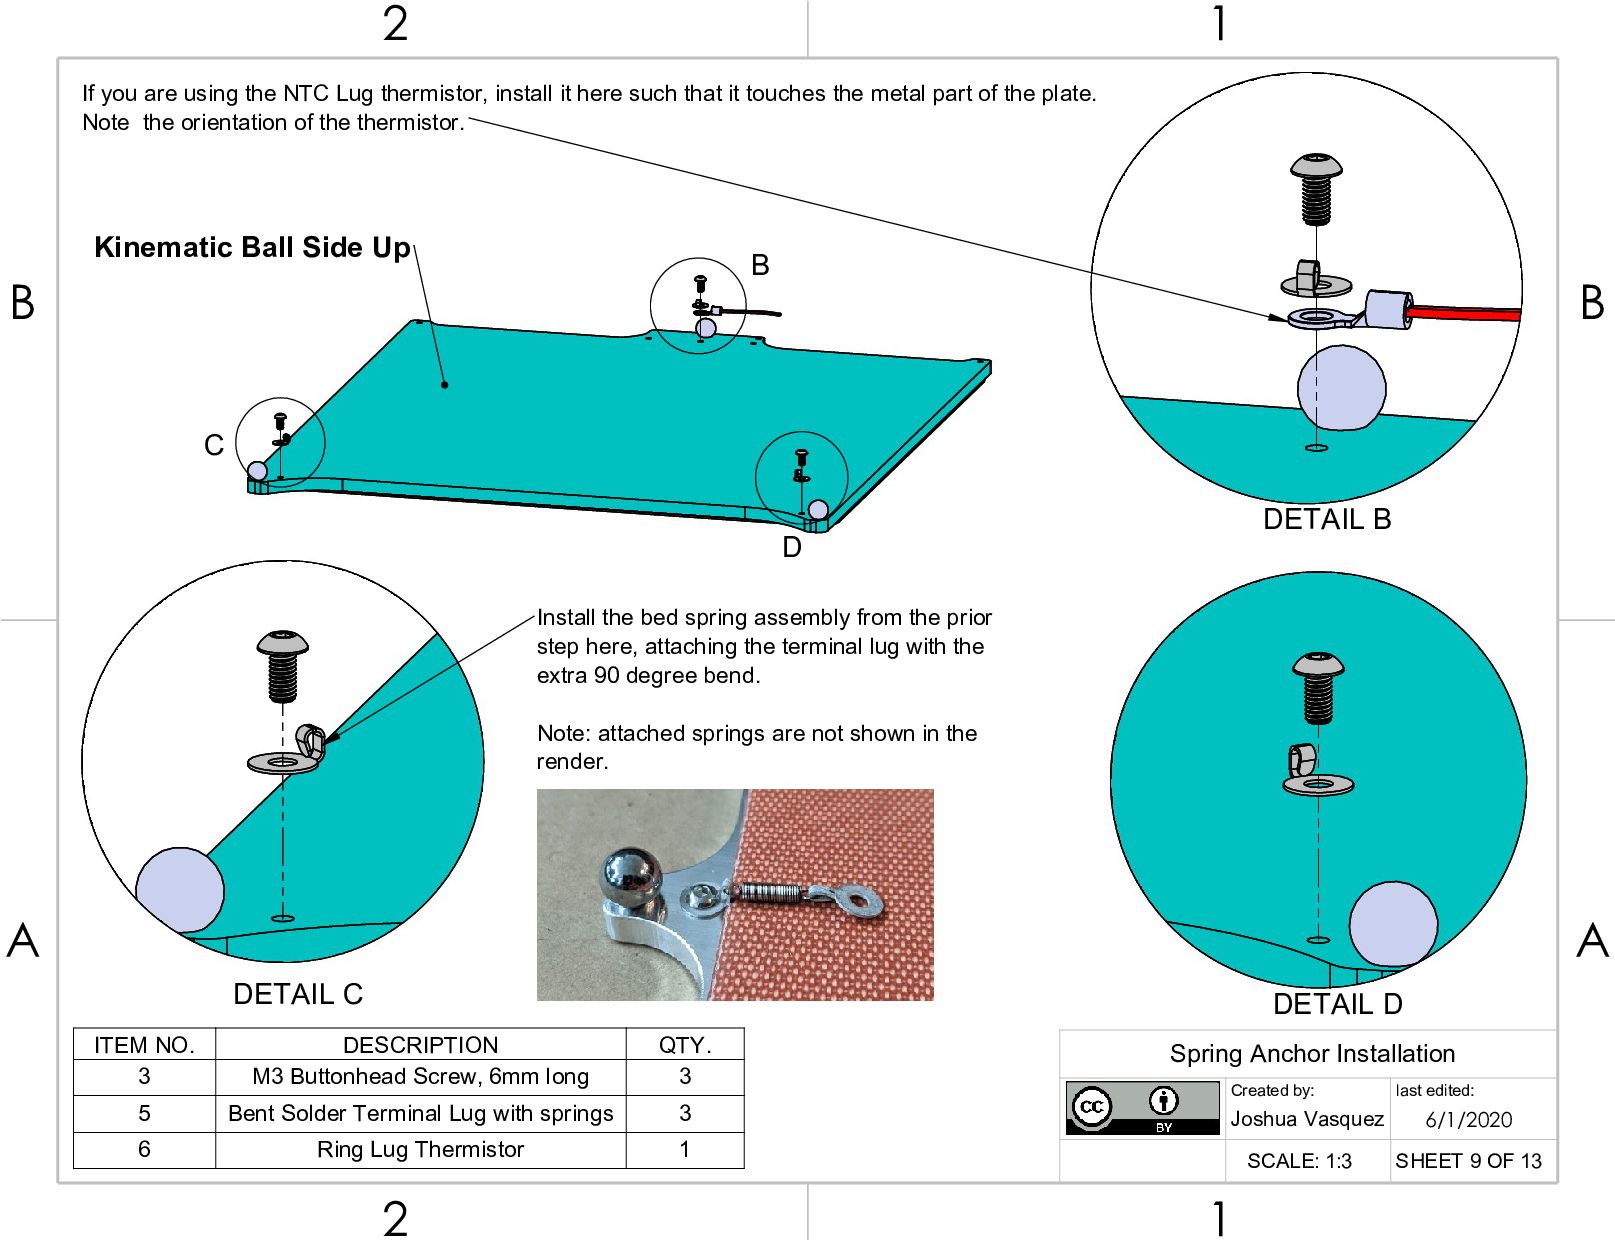 2
1
If you are using the NTC Lug thermistor, install it here such that it touches the metal part of the plate.
Note  the orientation of the thermistor.
Kinematic Ball Side Up
B
C
D
B
B
DETAIL B
Install the bed spring assembly from the prior
step here, attaching the terminal lug with the
extra 90 degree bend.
Note: attached springs are not shown in the
render.
A
A
DETAIL C
DETAIL D
ITEM NO. DESCRIPTION QTY.
3 M3 Buttonhead Screw, 6mm long 3
5 Bent Solder Terminal Lug with springs 3
6 Ring Lug Thermistor 1
Spring Anchor Installation
cc
BY
Created by:
Joshua Vasquez
last edited:
6/1/2020
SCALE: 1:3
SHEET 9 OF 13
2
1